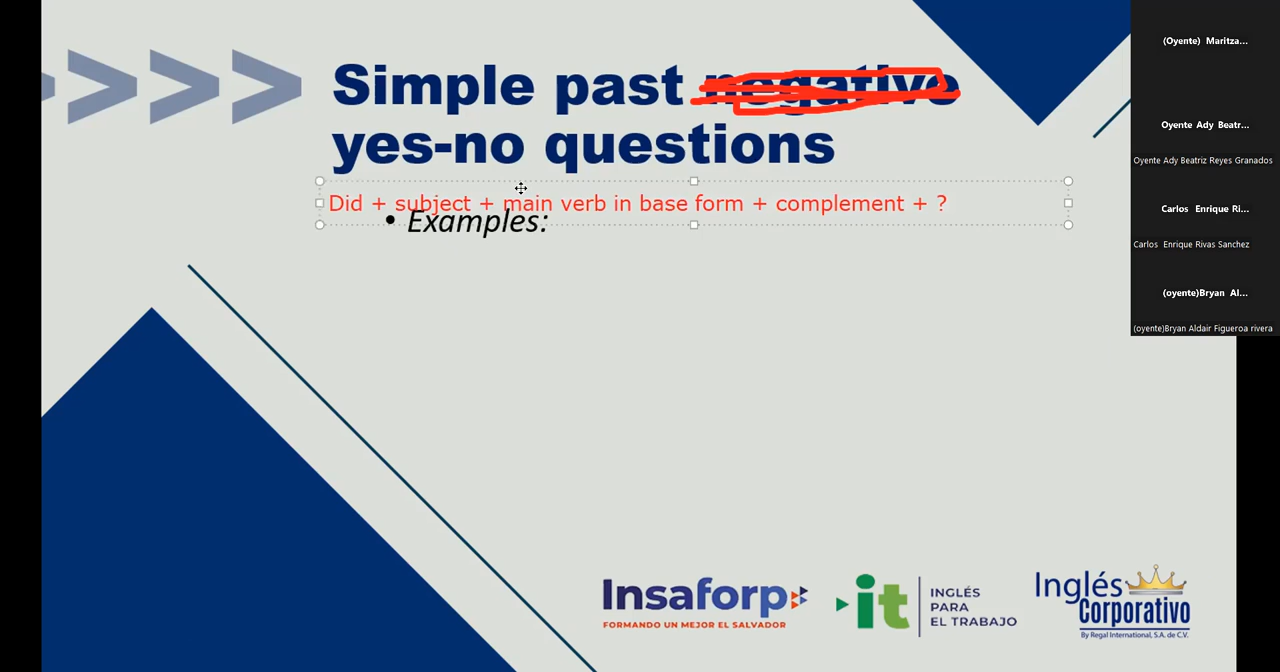 Simple past negative
yes-no questions
Did + subject + main verb in base form + complement + ?
• Examples:
(Oyente) Maritza...
Oyente Ady Beatr...
Oyente Ady Beatriz Reyes Granados
Carlos Enrique Ri...
Carlos Enrique Rivas Sanchez
(oyente)Bryan Al...
(oyente)Bryan Aldair Figueroa rivera
Insaforp
FORMANDO UN MEJOR EL SALVADOR
it
INGLÉS
PARA
EL TRABAJO
Inglés
Corporativo
By Regal International, S.A. de C.V.